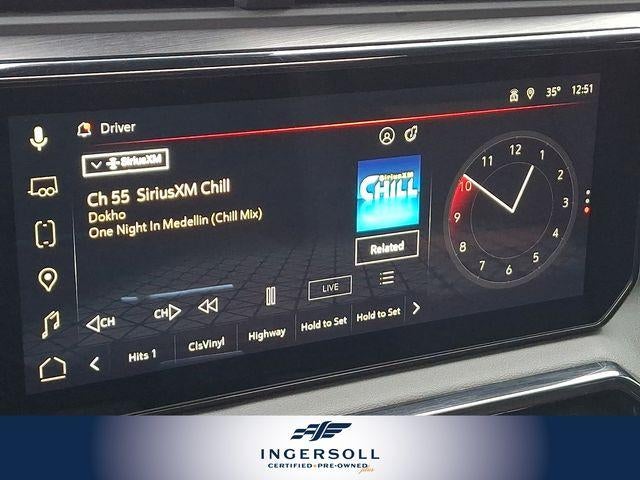 35° 12:51
Driver
SiriusXM
Ch 55 SiriusXM Chill
Dokho
One Night In Medellin (Chill Mix)
SiriusXM
CHILL
Related
12
1
2
3
4
5
6
7
8
9
10
11
CH CH LIVE
Hits 1 ClsVinyl Highway Hold to Set Hold to Set
INGERSOLL
CERTIFIED • PRE-OWNED plus